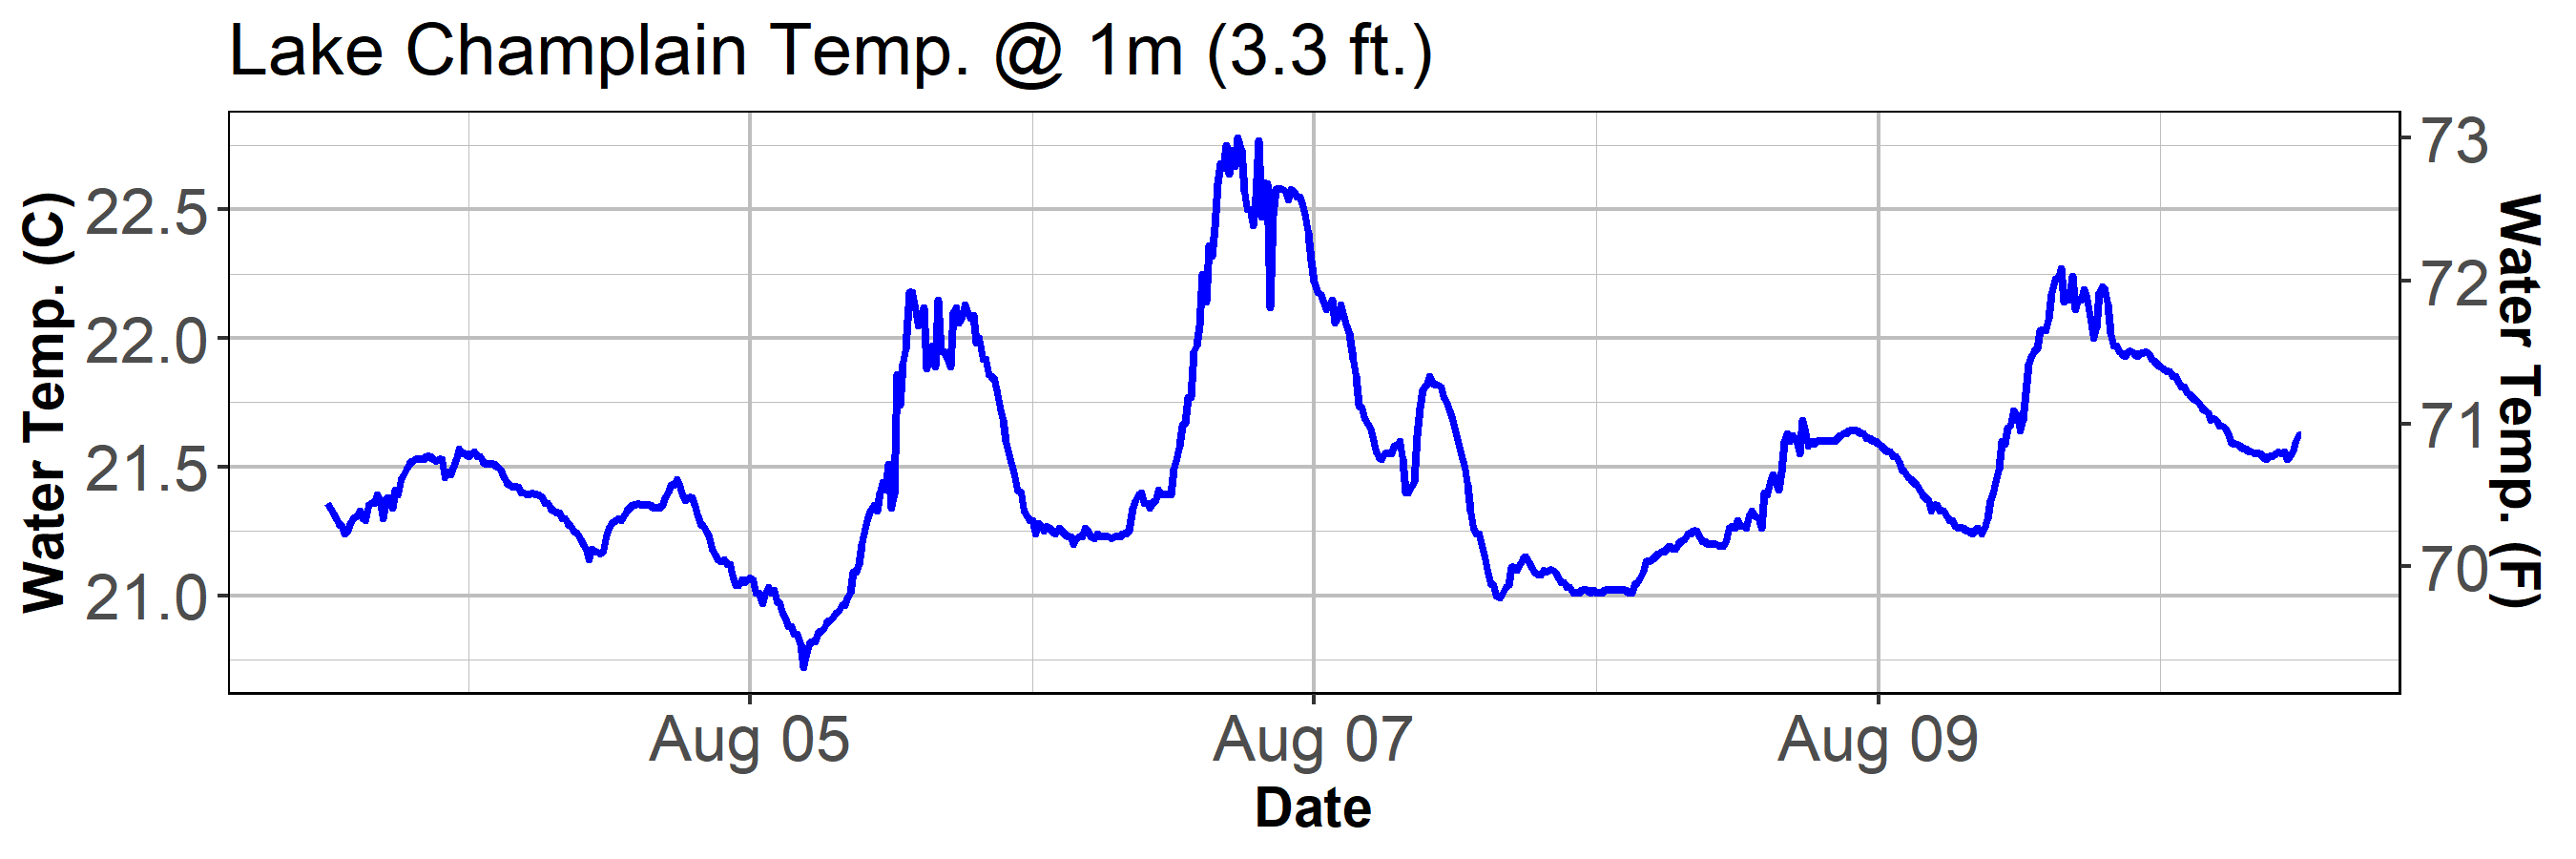 Lake Champlain Temp. @ 1m (3.3 ft.)
Water Temp. (C)
22.5
22.0
21.5
21.0
73
72
71
70
Water Temp. (F)
Aug 05
Aug 07
Aug 09
Date